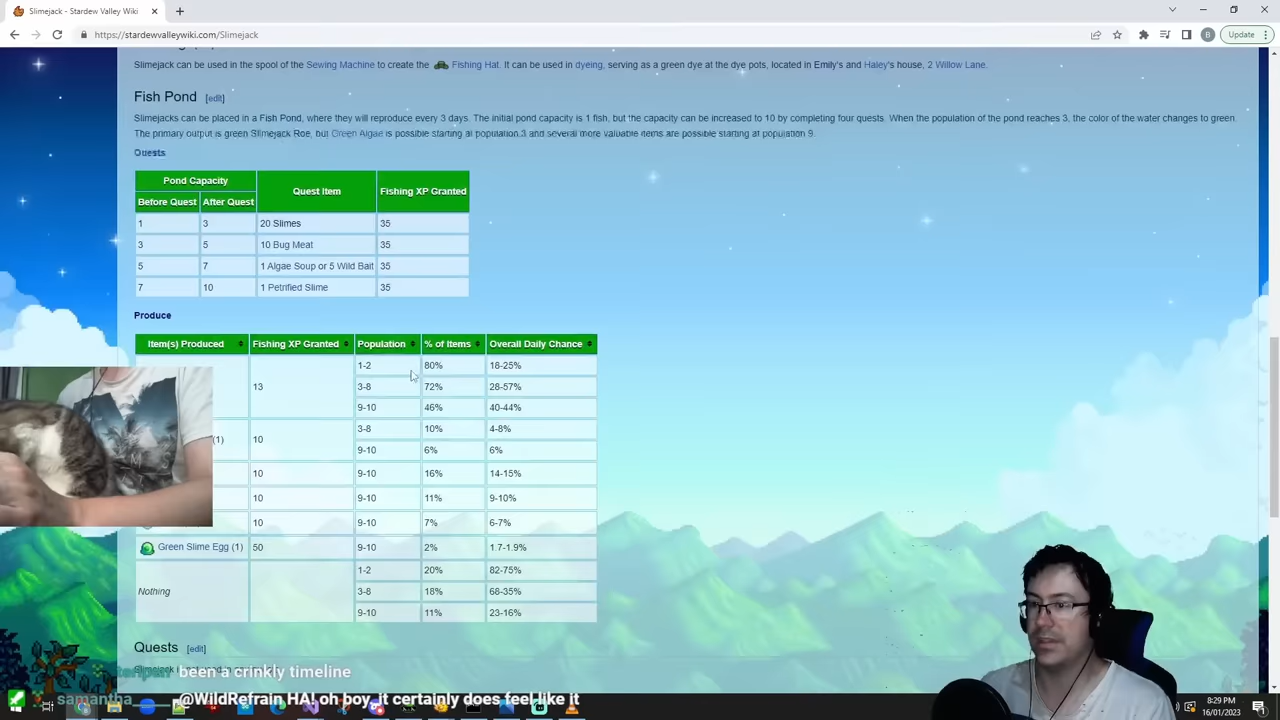 Slimejack - Stardew Valley Wiki
https://stardewvalleywiki.com/Slimejack
B
Update
Slimejack can be used in the spool of the Sewing Machine to create the Fishing Hat. It can be used in dyeing, serving as a green dye at the dye pots, located in Emily's and Haley's house, 2 Willow Lane.
Fish Pond [edit]
Slimejacks can be placed in a Fish Pond, where they will reproduce every 3 days. The initial pond capacity is 1 fish, but the capacity can be increased to 10 by completing four quests. When the population of the pond reaches 3, the color of the water changes to green.
The primary output is green Slimejack Roe, but Green Algae is possible starting at population 3 and several more valuable items are possible starting at population 9.
Quests
Pond Capacity Quest Item Fishing XP Granted
Before Quest After Quest
1 3 20 Slimes 35
3 5 10 Bug Meat 35
5 7 1 Algae Soup or 5 Wild Bait 35
7 10 1 Petrified Slime 35
Produce
Item(s) Produced Fishing XP Granted Population % of Items Overall Daily Chance
1-2 80% 18-25%
13 3-8 72% 28-57%
9-10 46% 40-44%
3-8 10% 4-8%
(1) 10
9-10 6% 6%
10 9-10 16% 14-15%
10 9-10 11% 9-10%
10 9-10 7% 6-7%
Green Slime Egg (1) 50 9-10 2% 1.7-1.9%
1-2 20% 82-75%
Nothing 3-8 18% 68-35%
9-10 11% 23-16%
Quests [edit]
Slimejack is not used in any
been a crinkly timeline
samantha_ @WildRefrain HA! oh boy, it certainly does feel like it
8:29 PM
16/01/2023